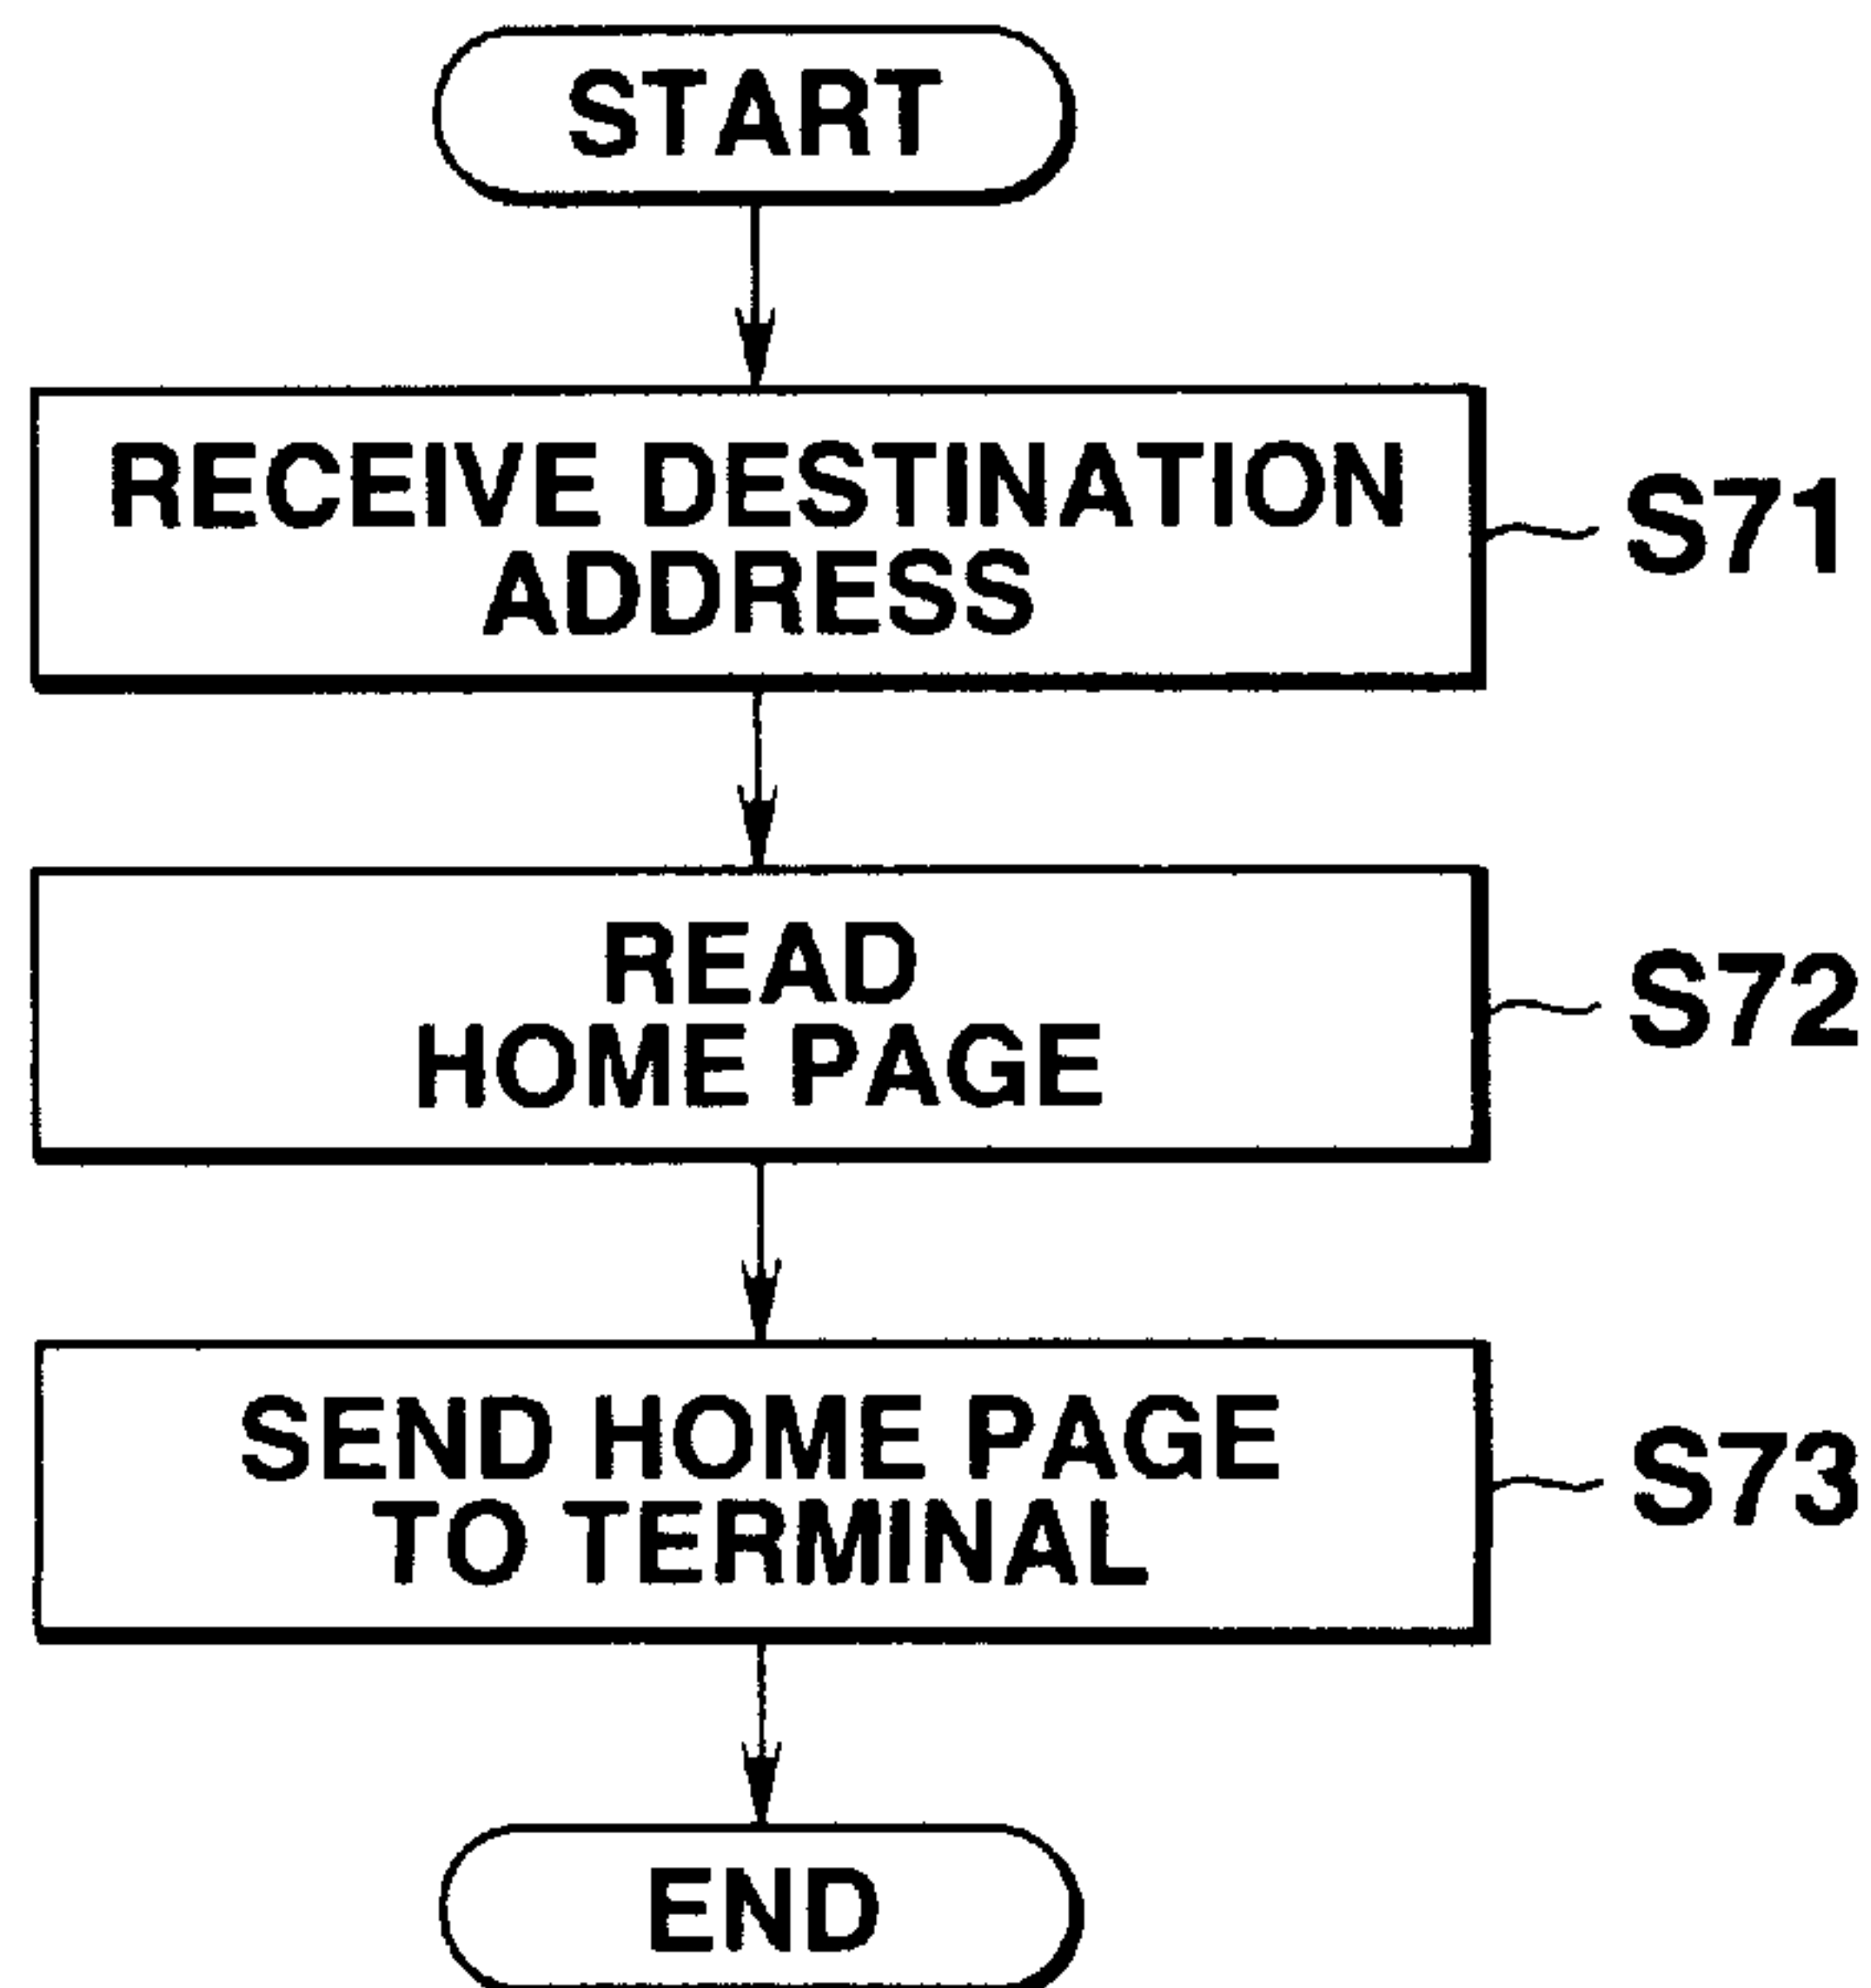 START
RECEIVE DESTINATION
ADDRESS
S71
READ
HOME PAGE
S72
SEND HOME PAGE
TO TERMINAL
S73
END